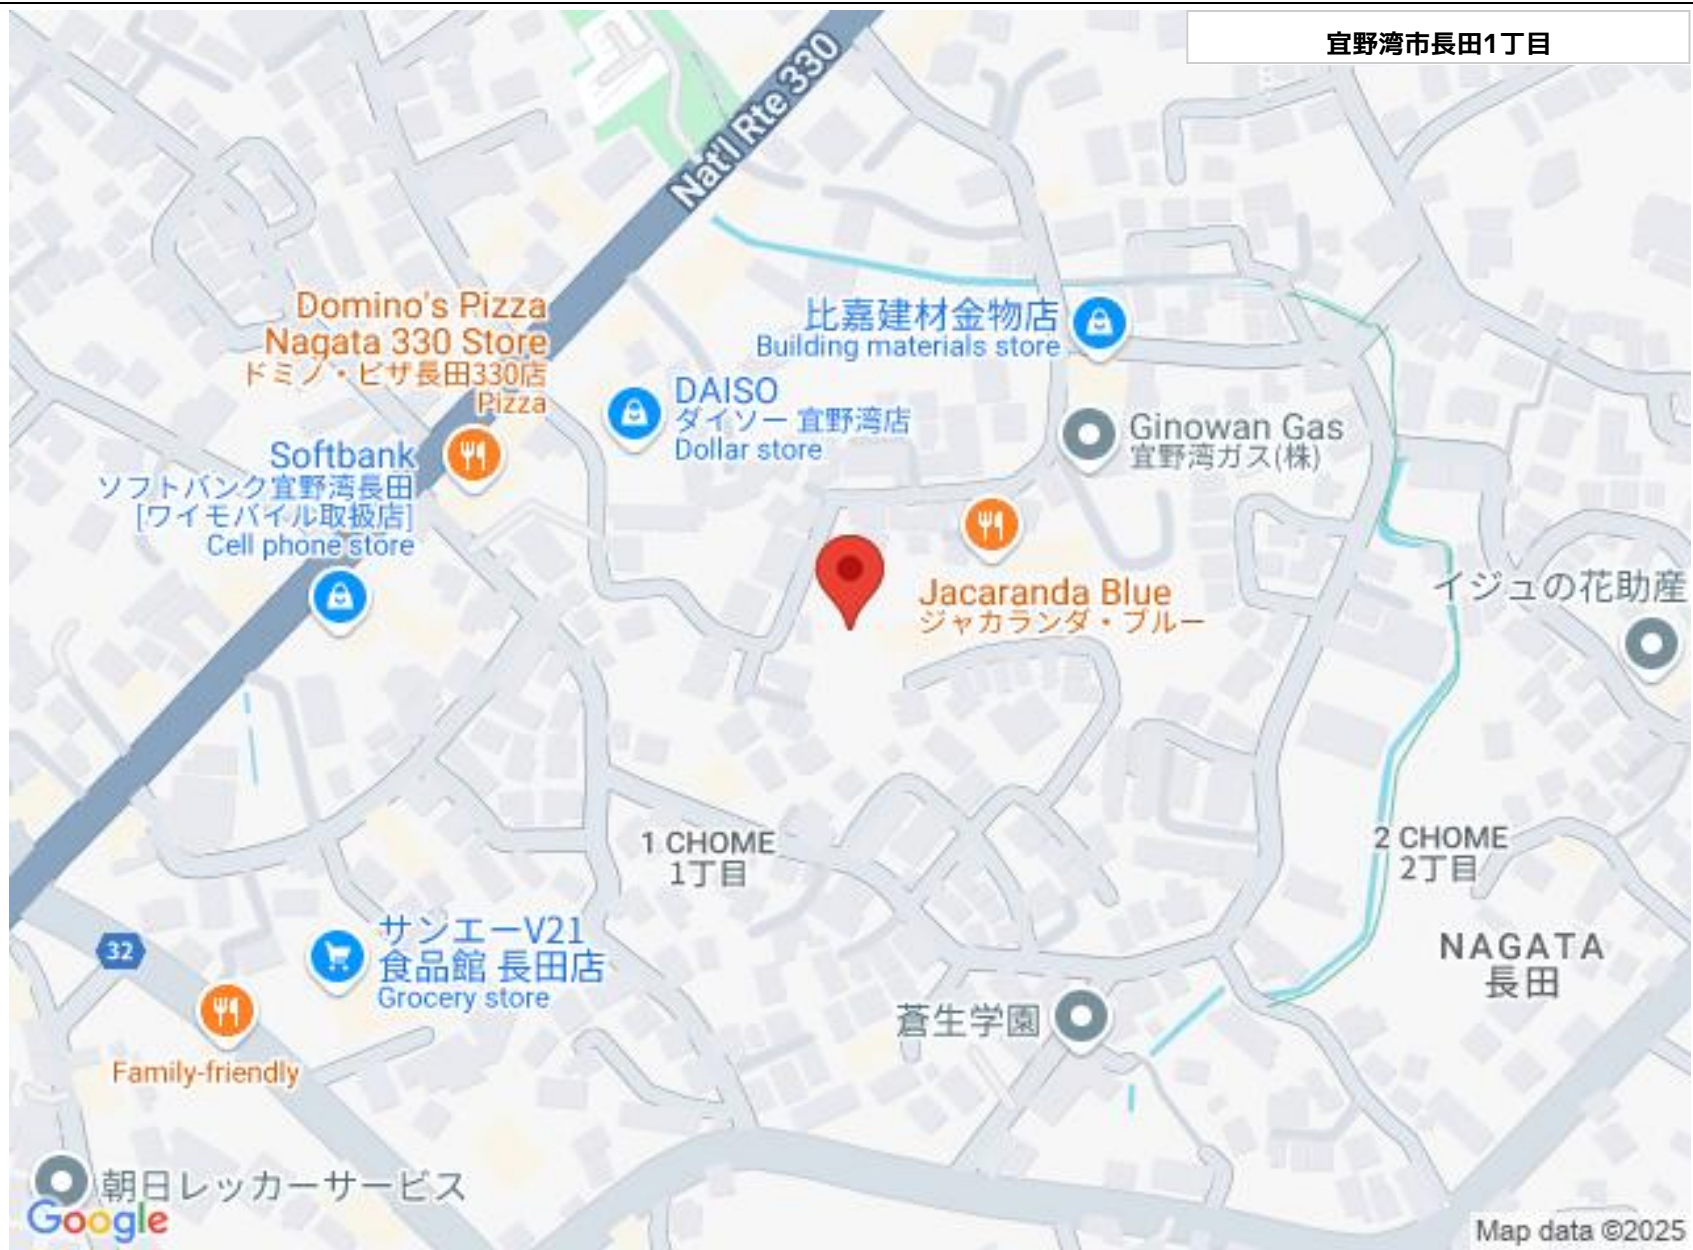 宜野湾市長田1丁目
Nat'l Rte 330
Domino's Pizza
Nagata 330 Store
ドミノ・ピザ長田330店
Pizza
比嘉建材金物店
Building materials store
DAISO
ダイソー 宜野湾店
Dollar store
Ginowan Gas
宜野湾ガス(株)
Softbank
ソフトバンク宜野湾長田
[ワイモバイル取扱店]
Cell phone store
Jacaranda Blue
ジャカランダ・ブルー
イジュの花助産
1 CHOME
1丁目
2 CHOME
2丁目
サンエーV21
食品館 長田店
Grocery store
32
NAGATA
長田
蒼生学園
Family-friendly
朝日レッカーサービス
Google
Map data ©2025